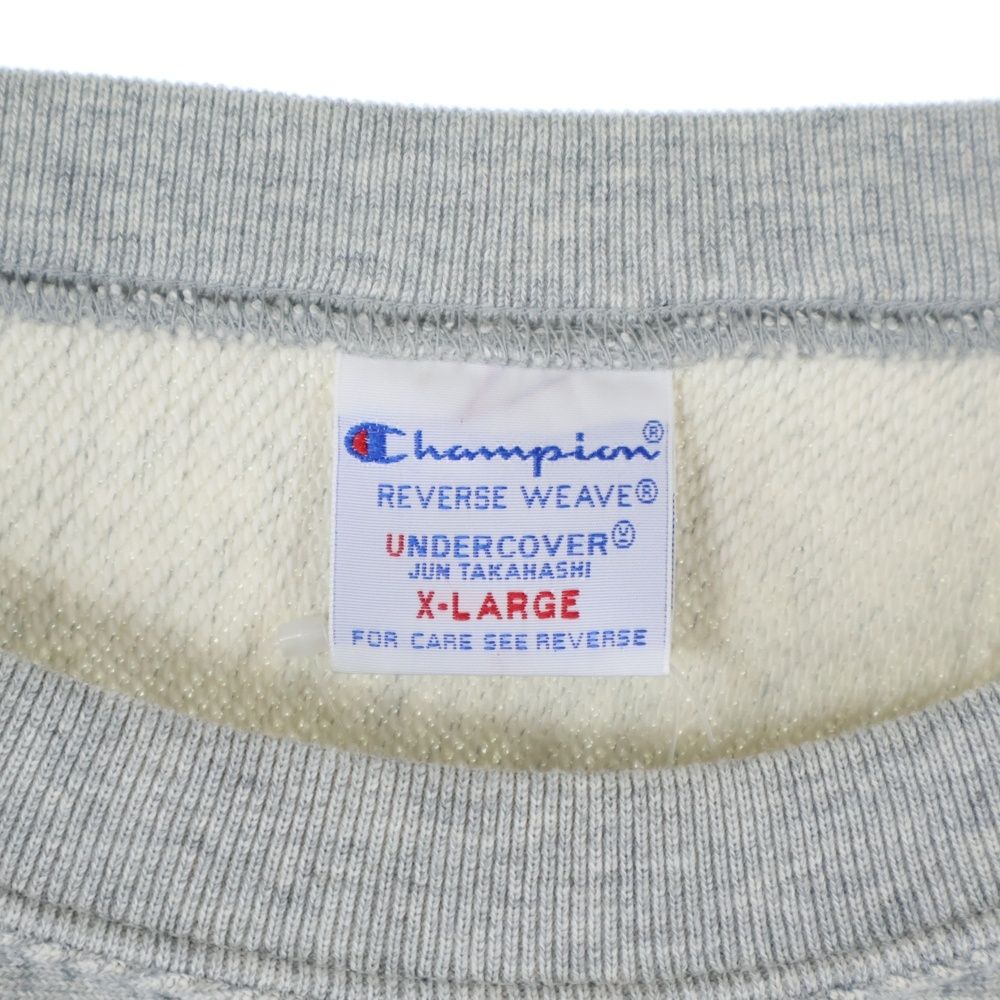 Champion®
REVERSE WEAVE®
UNDERCOVER
JUN TAKAHASHI
X-LARGE
FOR CARE SEE REVERSE